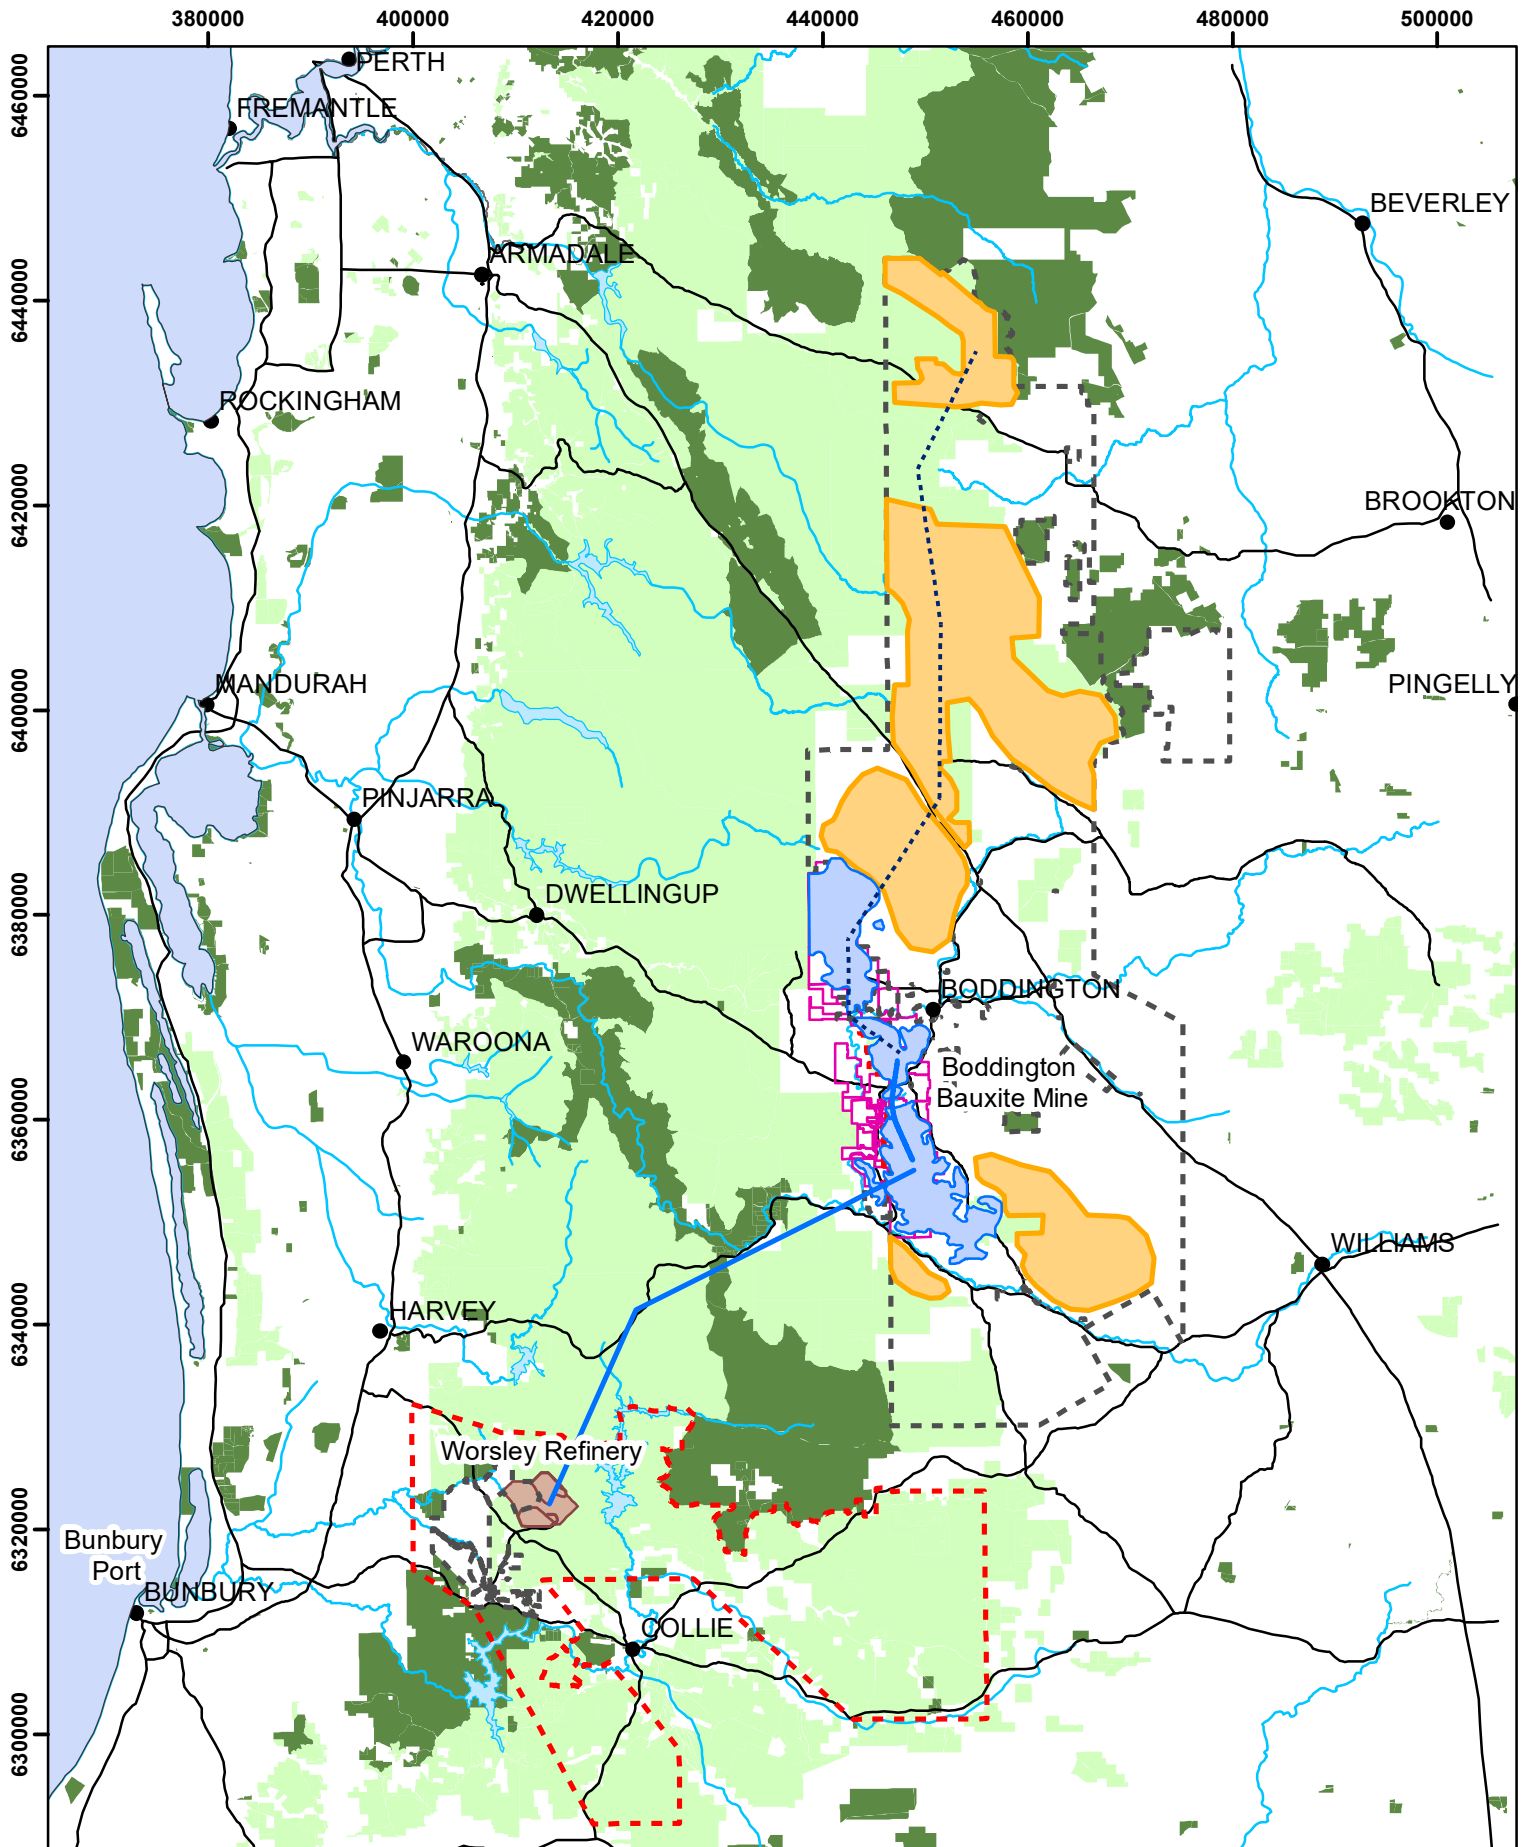 380000
400000
420000
440000
460000
480000
500000
6460000
6440000
6420000
6400000
6380000
6360000
6340000
6320000
6300000
PERTH
FREMANTLE
BEVERLEY
ARMADALE
ROCKINGHAM
BROOKTON
MANDURAH
PINGELLY
PINJARRA
DWELLINGUP
BODDINGTON
WAROONA
Boddington
Bauxite Mine
WILLIAMS
HARVEY
Worsley Refinery
Bunbury
Port
BUNBURY
COLLIE